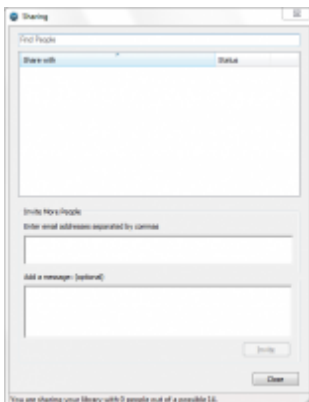 Sharing
Find People
Share with Status
Invite More People
Enter email addresses separated by commas
Add a message: (optional)
Invite
Close
You are sharing your library with 0 people out of a possible